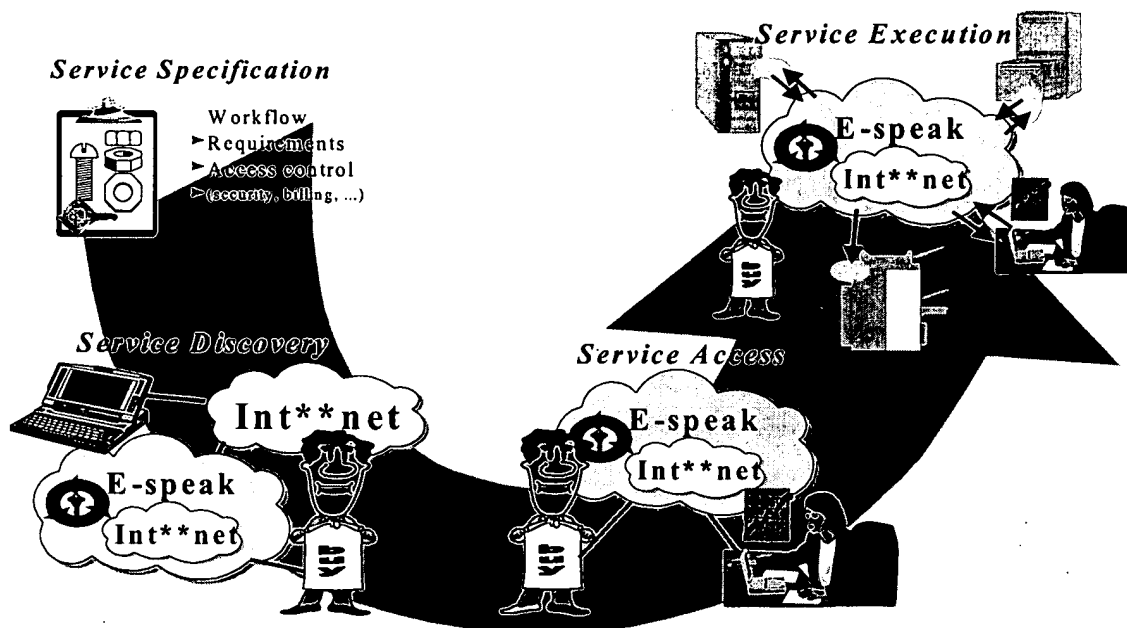 Service Specification
Workflow
➤ Requirements
➤ Access control
➤ (security, billing, ...)
Service Execution
E-speak
Int**net
Service Discovery
Int**net
E-speak
Int**net
Service Access
E-speak
Int**net